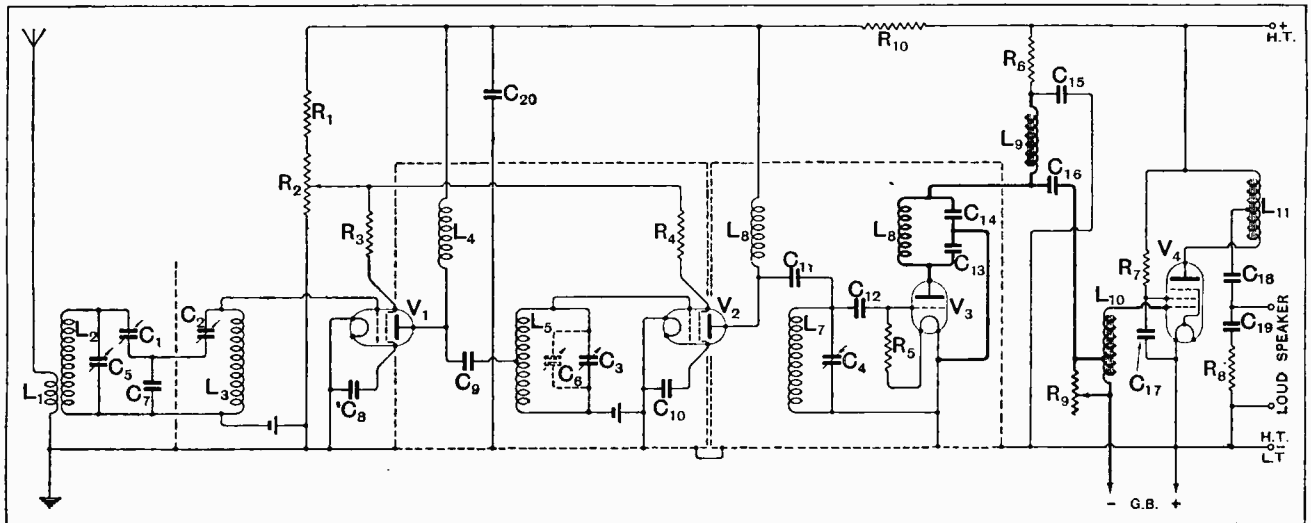 R10
+
H.T.
R6
C15
R1
C20
L9
R2
C16
L11
R3
L4
R4
L8
L8
C14
C13
C11
V4
R7
C18
V1
V2
C12
V3
L10
L2
C1
C2
L5
C5
C6
C3
L7
C4
R5
C19
LOUD SPEAKER
C7
L3
C9
C17
R8
L1
C8
C10
R9
H.T.
-
L.T
- G.B. +